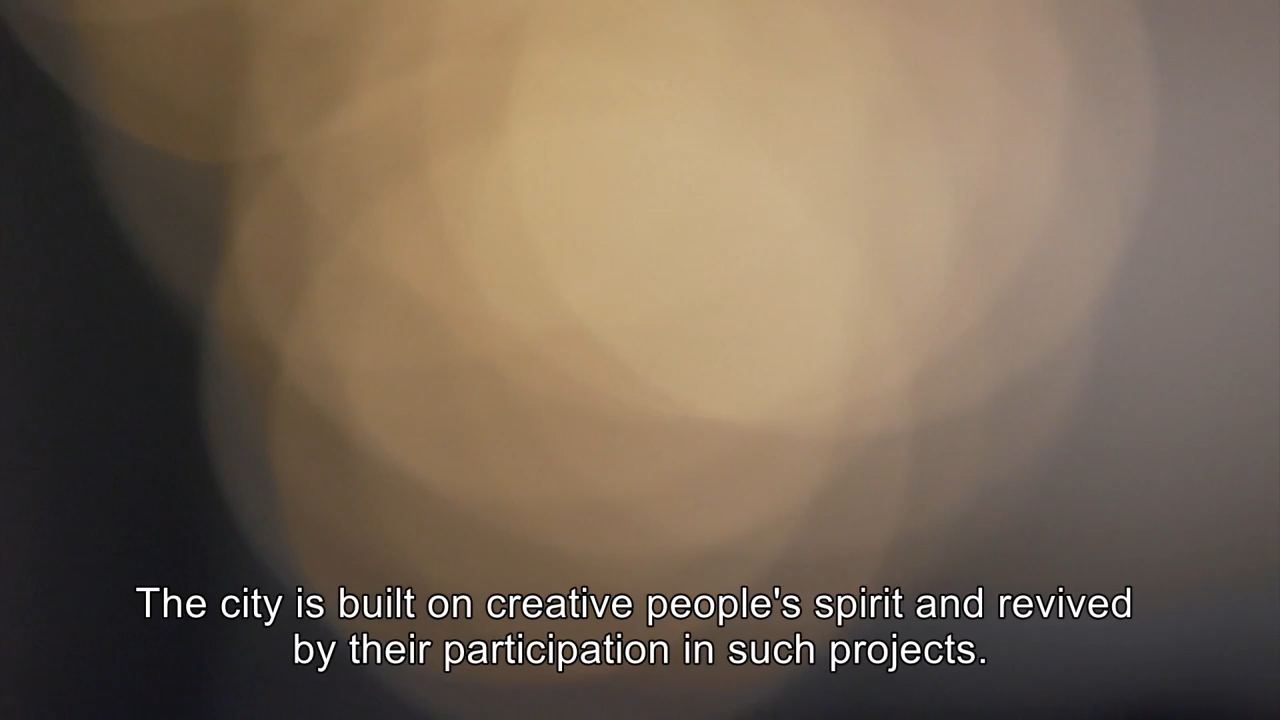 The city is built on creative people's spirit and revived
by their participation in such projects.